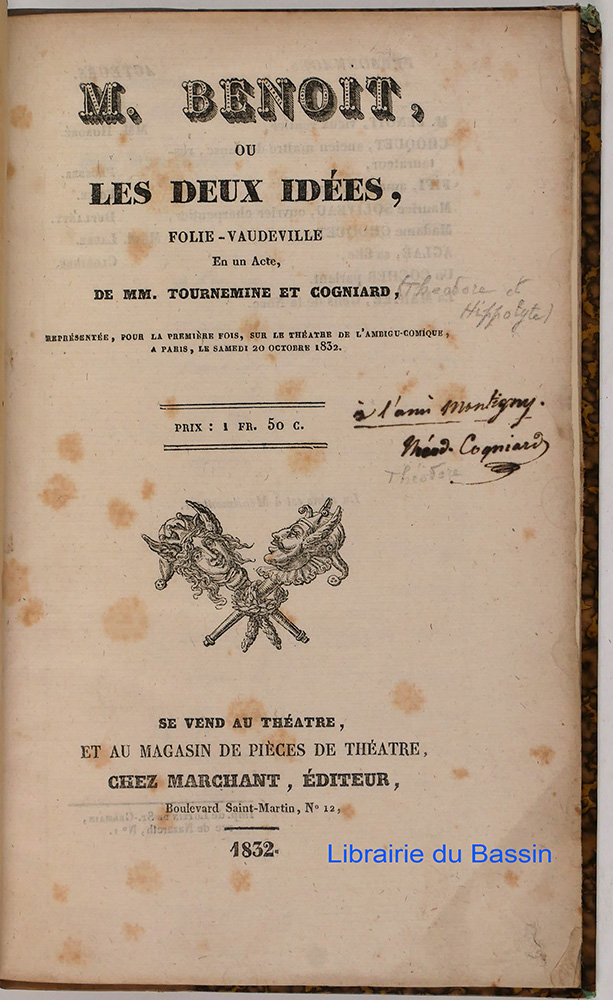 M. BENOIT,
OU
LES DEUX IDÉES,
FOLIE-VAUDEVILLE
En un Acte,
DE MM. TOURNEMINE ET COGNIARD, (Theodore et
Hippolyte)
REPRÉSENTÉE, POUR LA PREMIÈRE FOIS, SUR LE THÉATRE DE L'AMBIGU-COMIQUE,
A PARIS, LE SAMEDI 20 OCTOBRE 1832.
à l'ami Montigny.
PRIX : 1 FR. 50 C.
Théod. Cogniard
Théodore
SE VEND AU THÉATRE,
ET AU MAGASIN DE PIÈCES DE THÉATRE,
CHEZ MARCHANT, ÉDITEUR,
Boulevard Saint-Martin, No 12,
1832.
Librairie du Bassin